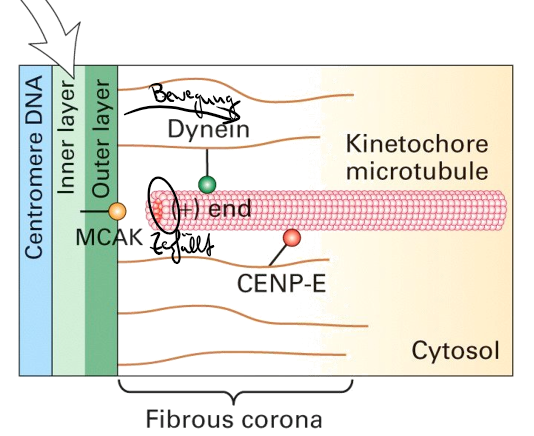 Centromere DNA
Inner layer
Outer layer
Bewegung
Dynein
Kinetochore
microtubule
(+) end
MCAK
Zerfällt
CENP-E
Cytosol
Fibrous corona